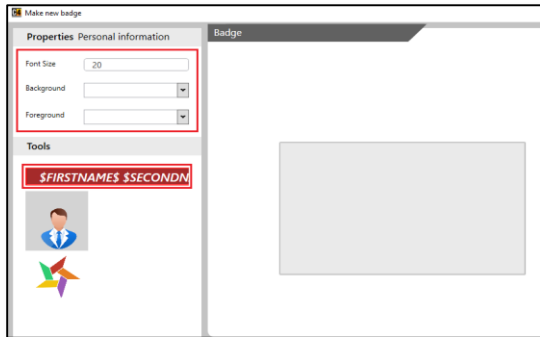 Make new badge
Properties Personal information
Badge
Font Size
20
Background
Foreground
Tools
$FIRSTNAME$ $SECONDN